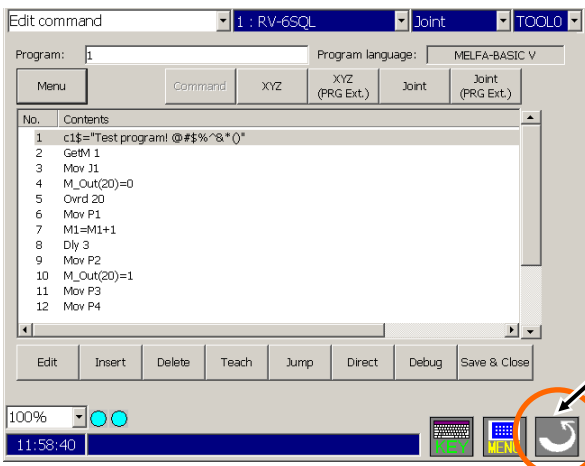 Edit command 1 : RV-6SQL Joint TOOL0
Program: 1 Program language: MELFA-BASIC V
Menu Command XYZ XYZ (PRG Ext.) Joint Joint (PRG Ext.)
No. Contents
1 c1$="Test program! @#$%^&*()"
2 GetM 1
3 Mov J1
4 M_Out(20)=0
5 Ovrd 20
6 Mov P1
7 M1=M1+1
8 Dly 3
9 Mov P2
10 M_Out(20)=1
11 Mov P3
12 Mov P4
Edit Insert Delete Teach Jump Direct Debug Save & Close
100%
KEY MENU
11:58:40